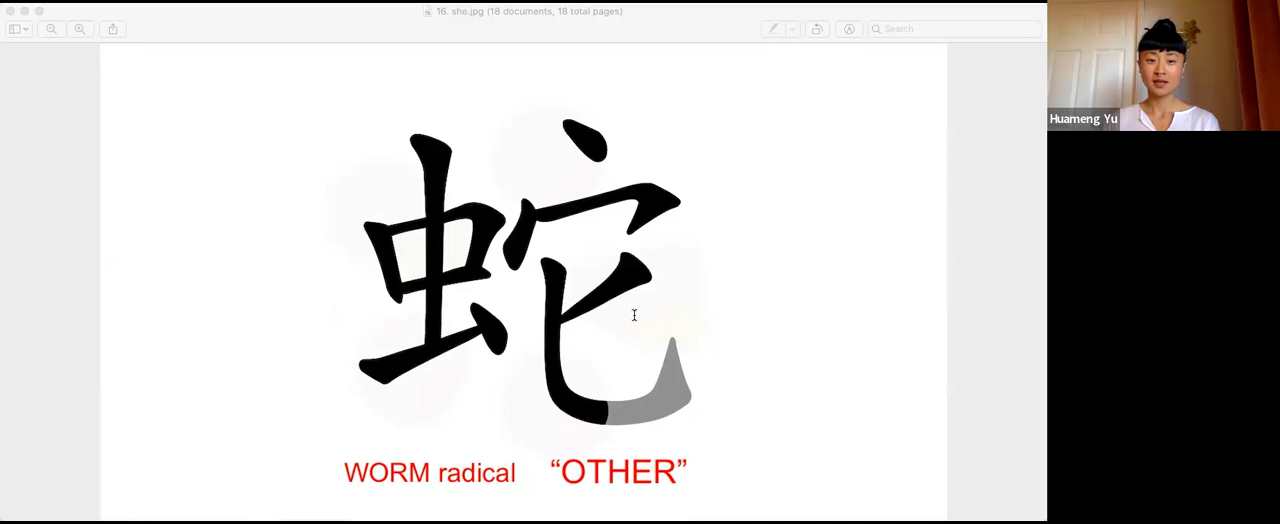 16. she.jpg (18 documents, 18 total pages)
Search
Huameng Yu
蛇
WORM radical “OTHER”